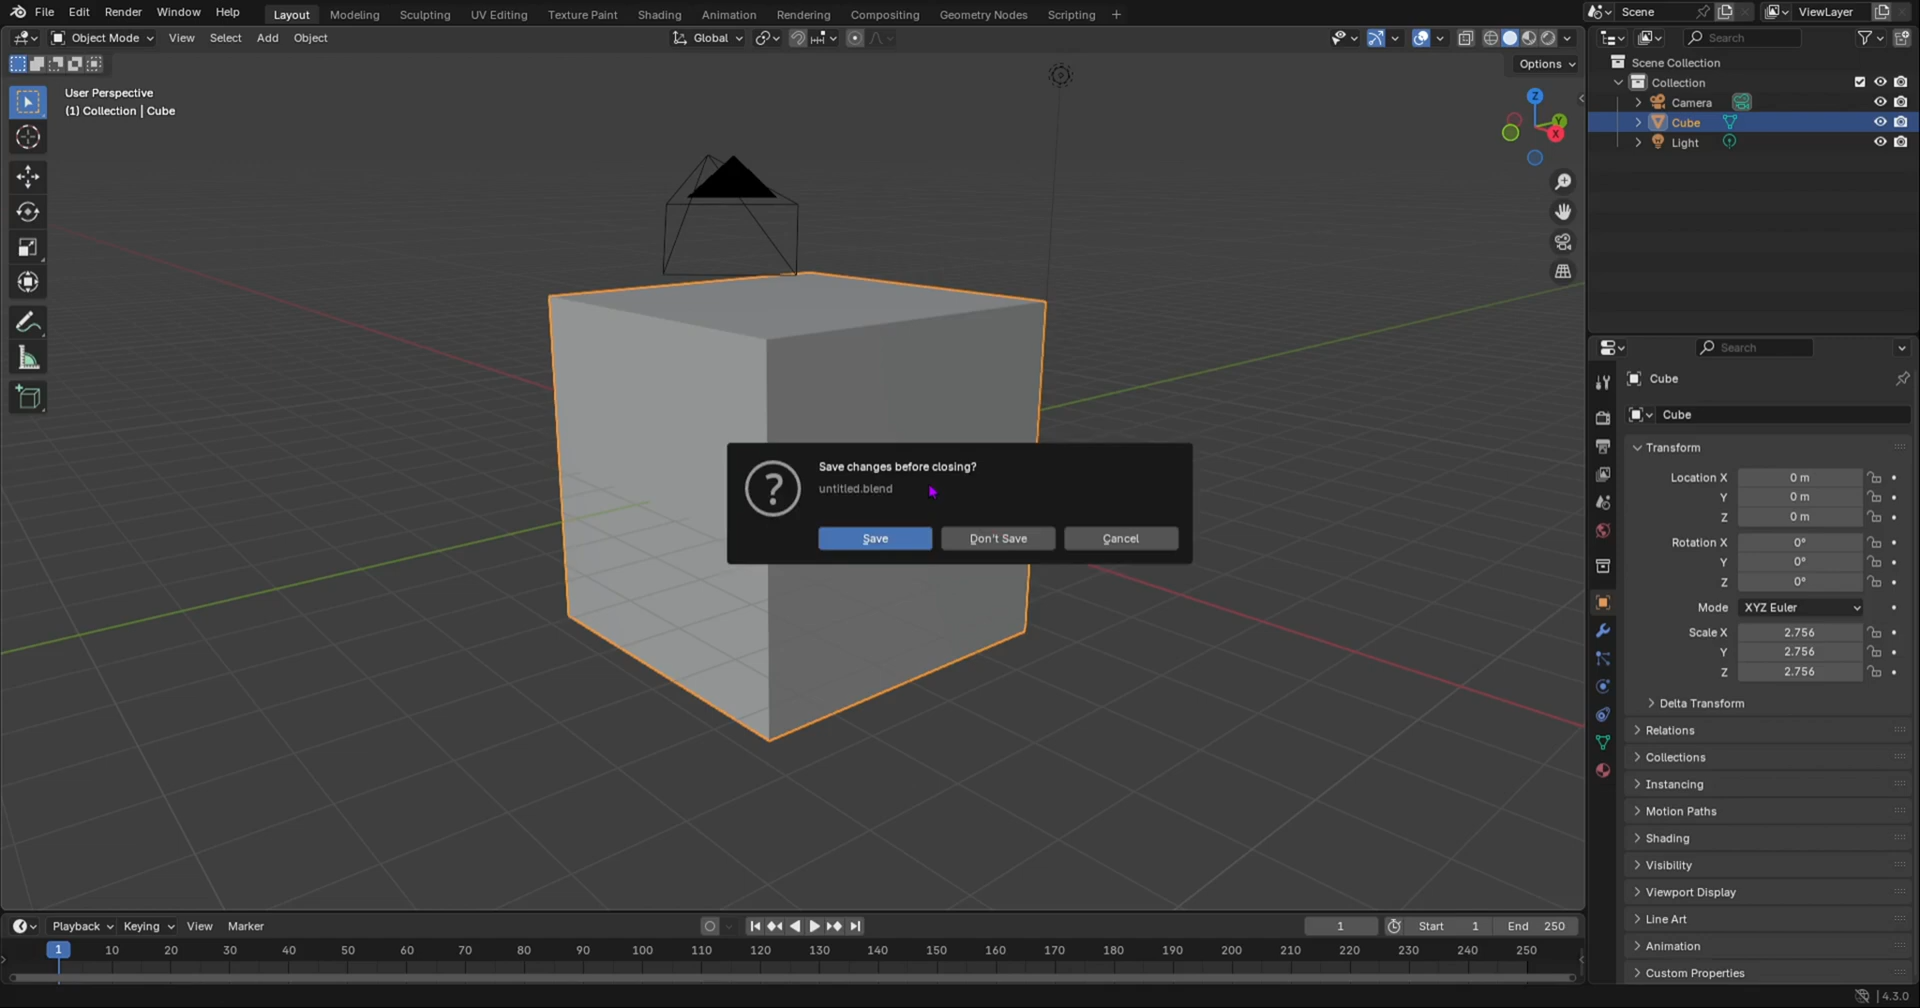 File Edit Render Window Help Layout Modeling Sculpting UV Editing Texture Paint Shading Animation Rendering Compositing Geometry Nodes Scripting + Scene ViewLayer
Object Mode View Select Add Object Global Search
Options
User Perspective
(1) Collection | Cube
Z
Y
X
Scene Collection
Collection
Camera
Cube
Light
Search
Cube
Cube
Transform
Location X 0 m
Y 0 m
Z 0 m
Rotation X 0°
Y 0°
Z 0°
Mode XYZ Euler
Scale X 2.756
Y 2.756
Z 2.756
Delta Transform
Relations
Collections
Instancing
Motion Paths
Shading
Visibility
Viewport Display
Line Art
Animation
Custom Properties
?
Save changes before closing?
untitled.blend
Save Don't Save Cancel
Playback Keying View Marker 1 Start 1 End 250
1 10 20 30 40 50 60 70 80 90 100 110 120 130 140 150 160 170 180 190 200 210 220 230 240 250
4.3.0